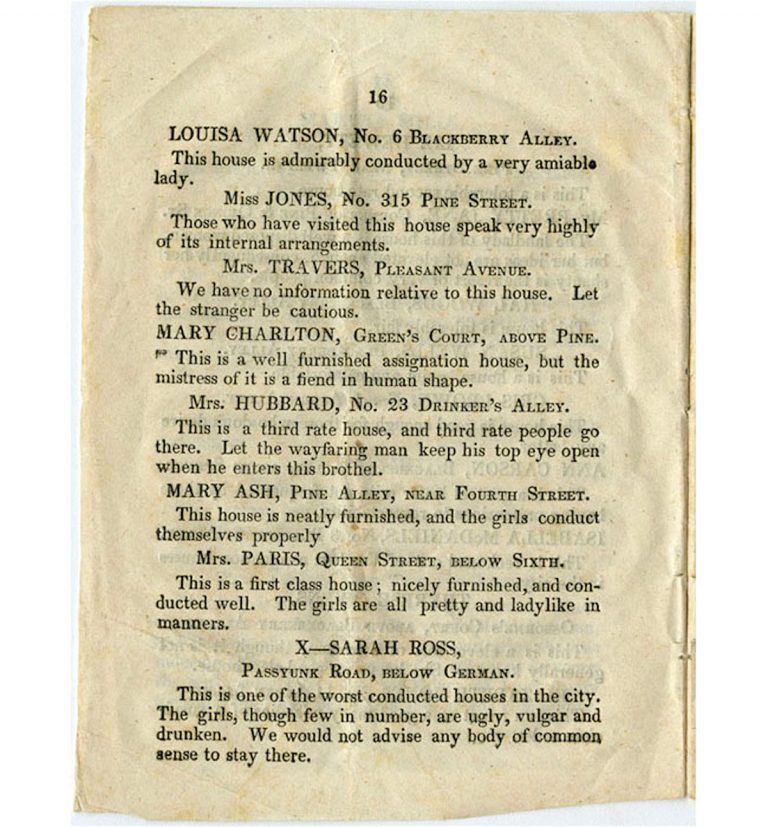 16
LOUISA WATSON, No. 6 BLACKBERRY ALLEY.
This house is admirably conducted by a very amiable
lady.
Miss JONES, No. 315 PINE STREET.
Those who have visited this house speak very highly
of its internal arrangements.
Mrs. TRAVERS, PLEASANT AVENUE.
We have no information relative to this house. Let
the stranger be cautious.
MARY CHARLTON, GREEN'S COURT, ABOVE PINE.
This is a well furnished assignation house, but the
mistress of it is a fiend in human shape.
Mrs. HUBBARD, No. 23 DRINKER'S ALLEY.
This is a third rate house, and third rate people go
there. Let the wayfaring man keep his top eye open
when he enters this brothel.
MARY ASH, PINE ALLEY, NEAR FOURTH STREET.
This house is neatly furnished, and the girls conduct
themselves properly
Mrs. PARIS, QUEEN STREET, BELOW SIXTH.
This is a first class house; nicely furnished, and con-
ducted well. The girls are all pretty and ladylike in
manners.
X—SARAH ROSS,
PASSYUNK ROAD, BELOW GERMAN.
This is one of the worst conducted houses in the city.
The girls, though few in number, are ugly, vulgar and
drunken. We would not advise any body of common
sense to stay there.